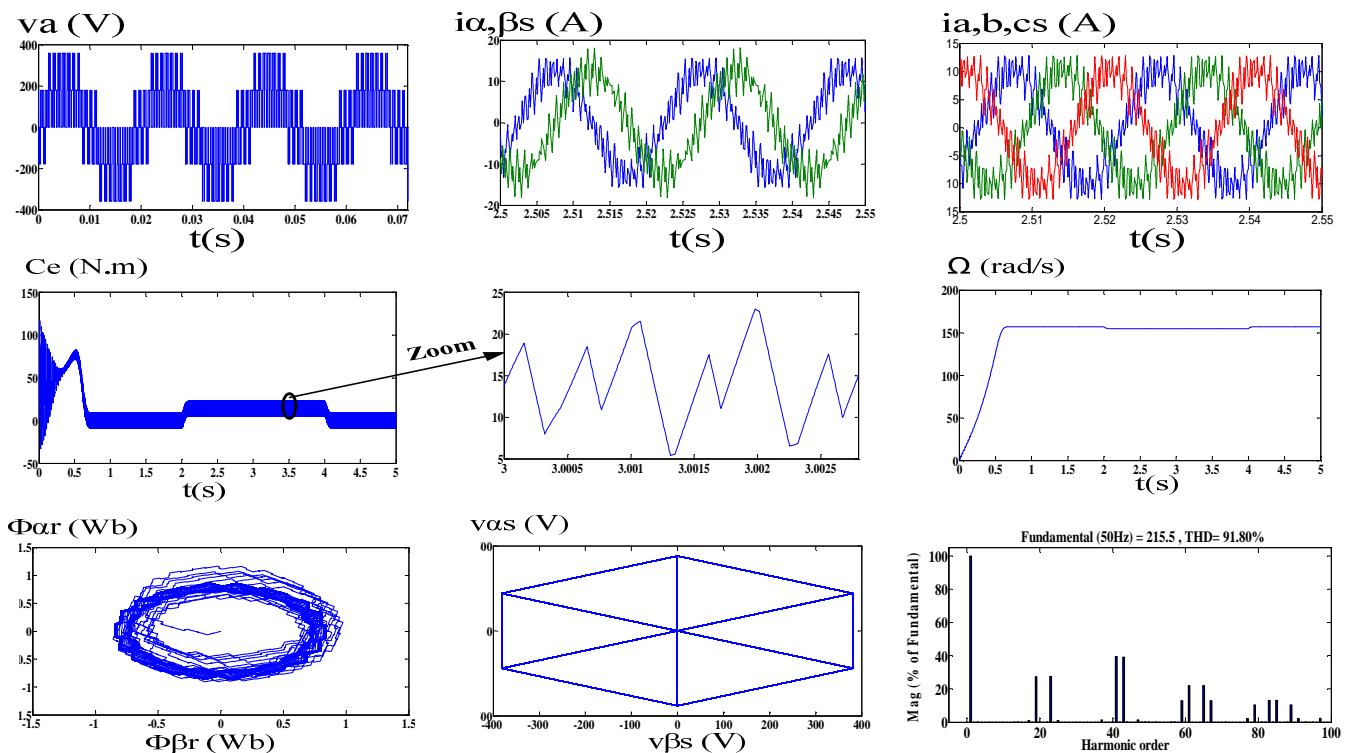 va (V)
400
200
0
-200
-400
0 0.01 0.02 0.03 0.04 0.05 0.06 0.07
t(s)
iα,βs (A)
20
10
0
-10
-20
2.5 2.505 2.51 2.515 2.52 2.525 2.53 2.535 2.54 2.545 2.55
t(s)
ia,b,cs (A)
15
10
5
0
-5
10
15
2.5 2.51 2.52 2.53 2.54 2.55
t(s)
Ce (N.m)
150
100
50
0
-50
0 0.5 1 1.5 2 2.5 3 3.5 4 4.5 5
t(s)
Zoom
25
20
15
10
5
3 3.0005 3.001 3.0015 3.002 3.0025
Ω (rad/s)
200
150
100
50
0
0 0.5 1 1.5 2 2.5 3 3.5 4 4.5 5
t(s)
Φαr (Wb)
1.5
1
).5
0
).5
-1
1.5
-1.5 -1 -0.5 0 0.5 1 1.5
Φβr (Wb)
vαs (V)
00
0
00
-400 -300 -200 -100 0 100 200 300 400
vβs (V)
Fundamental (50Hz) = 215.5 , THD= 91.80%
Mag (% of Fundamental)
100
80
60
40
20
0
0 20 40 60 80 100
Harmonic order